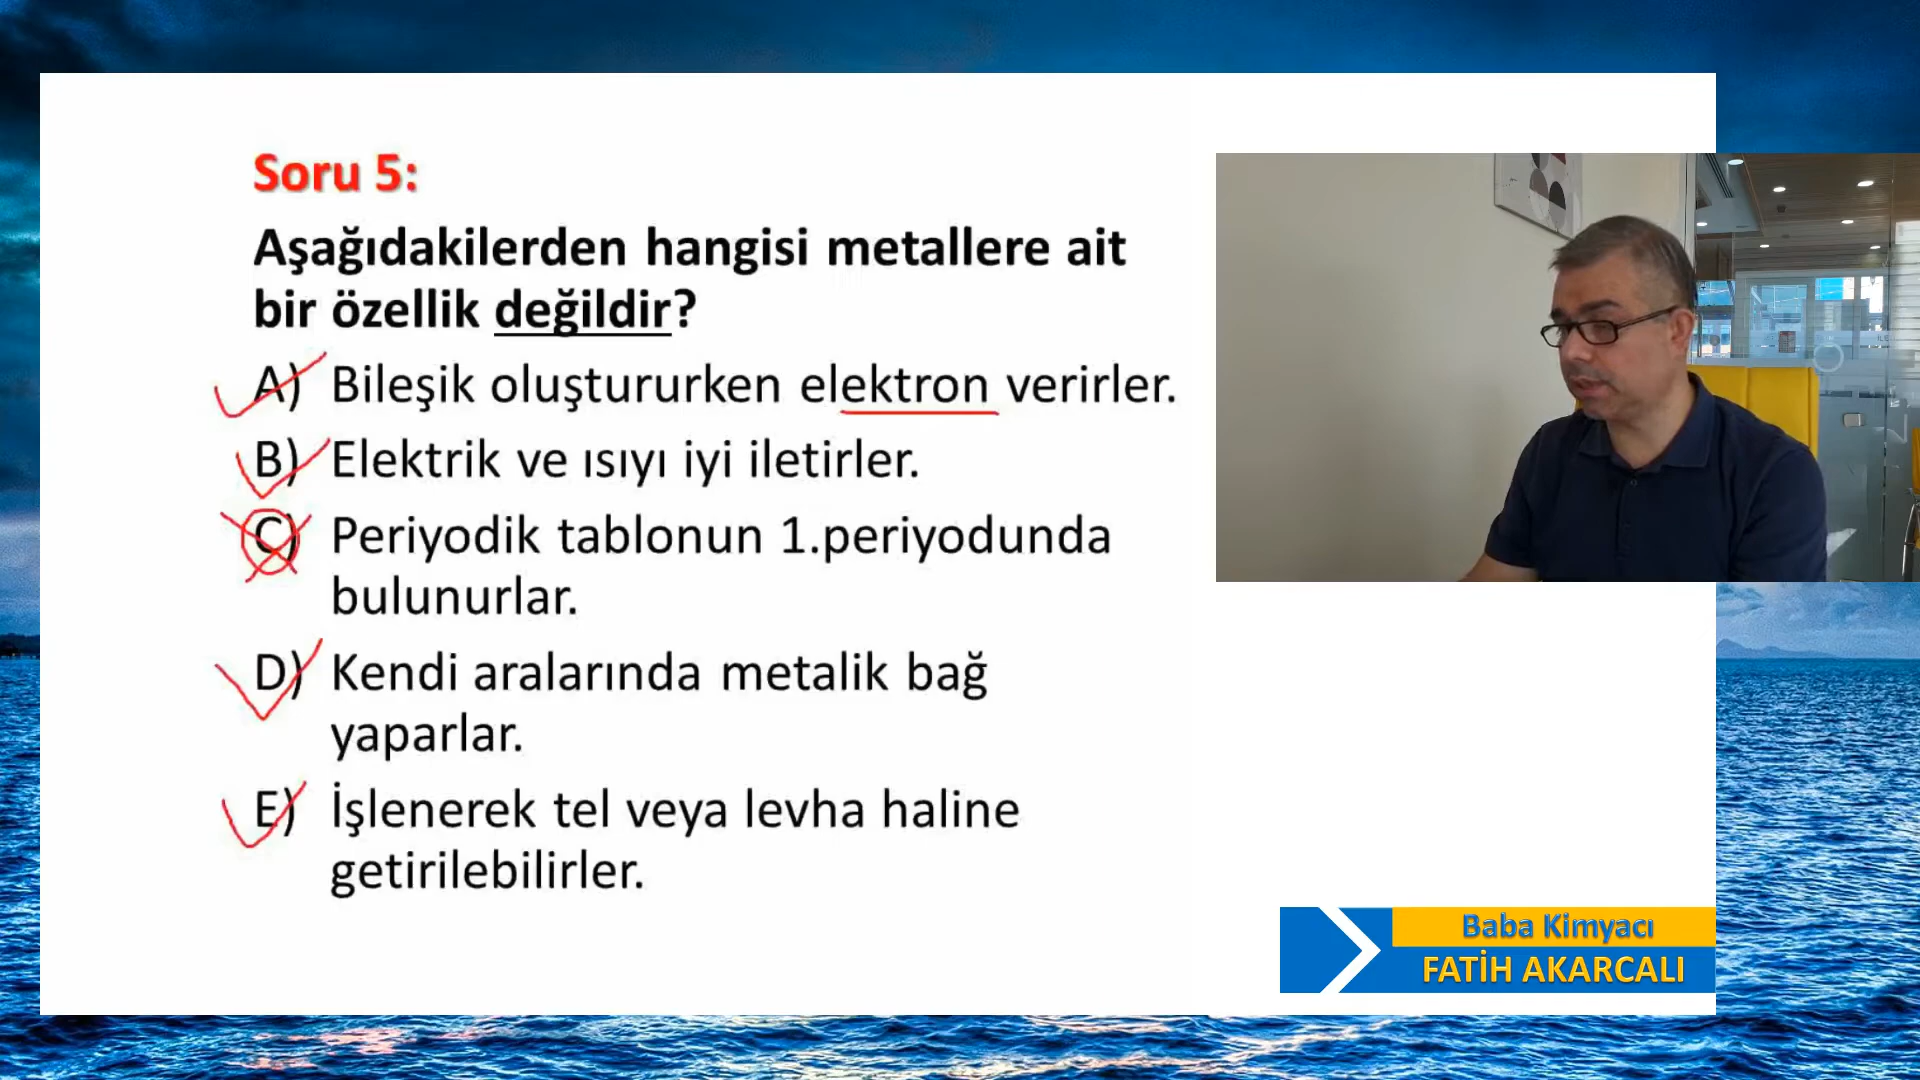 Soru 5:
Aşağıdakilerden hangisi metallere ait
bir özellik değildir?
A) Bileşik oluştururken elektron verirler.
B) Elektrik ve ısıyı iyi iletirler.
C) Periyodik tablonun 1.periyodunda
bulunurlar.
D) Kendi aralarında metalik bağ
yaparlar.
E) İşlenerek tel veya levha haline
getirilebilirler.
Baba Kimyacı
FATİH AKARCALI